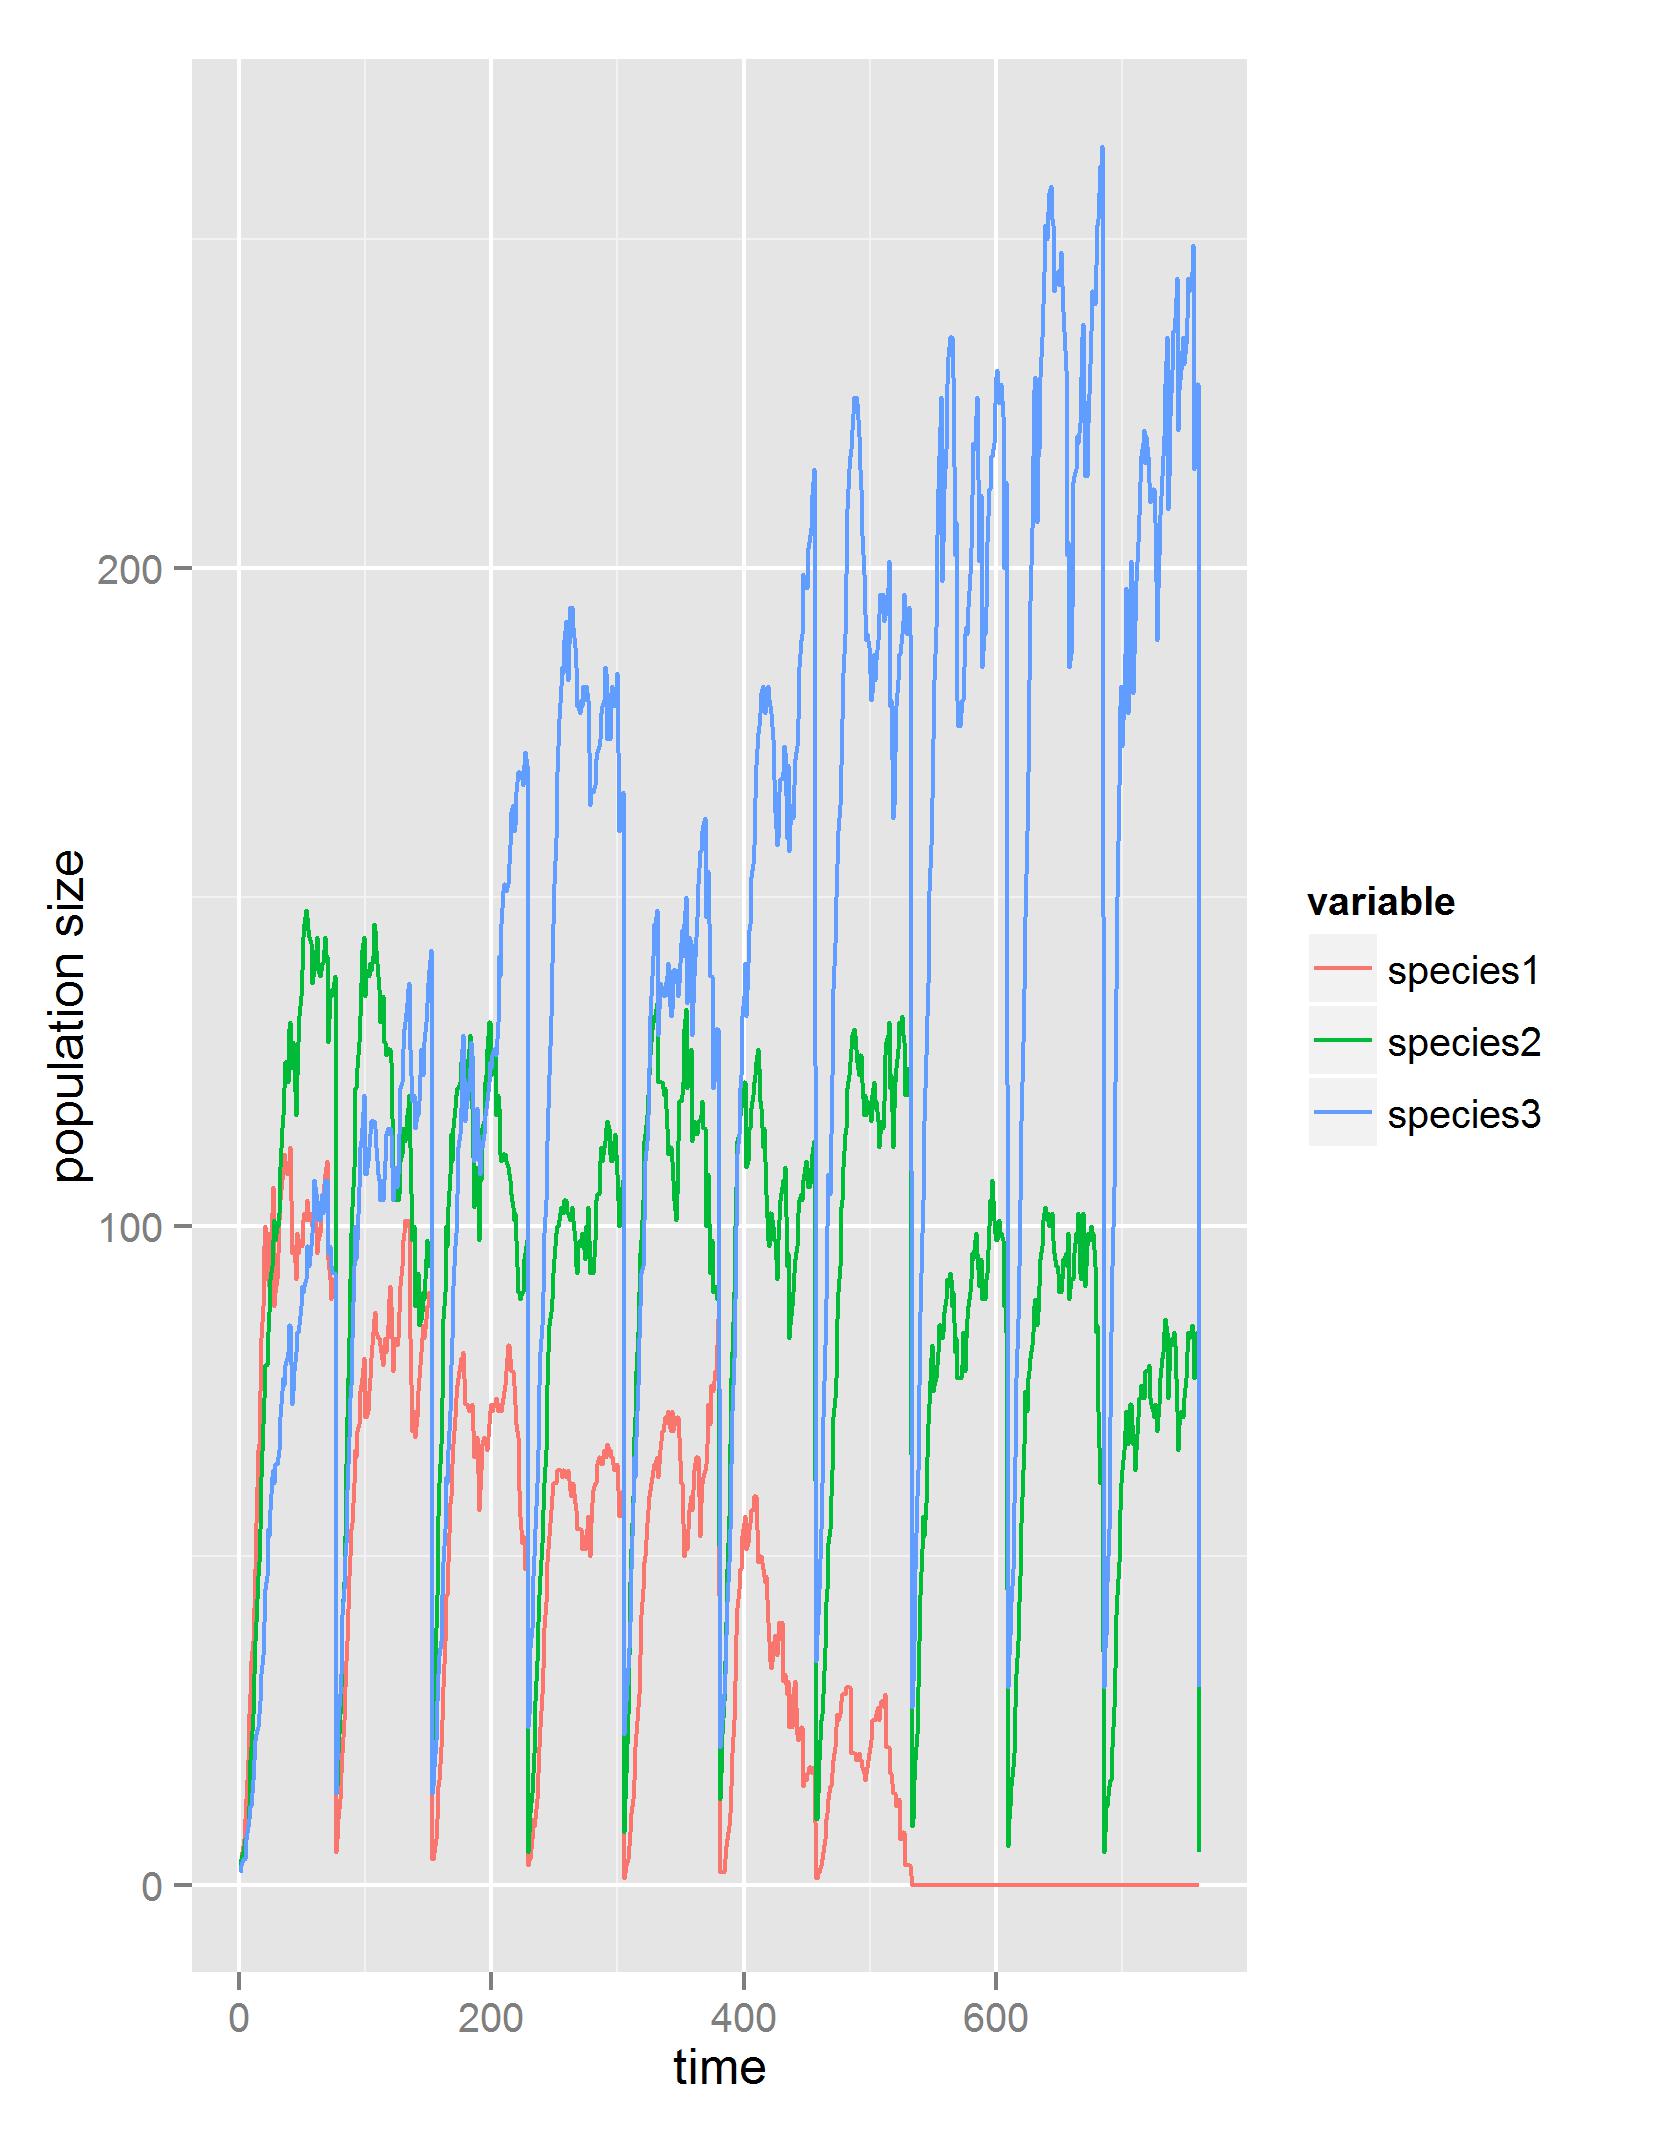 population size
200
100
0
0 200 400 600
time
variable
species1
species2
species3